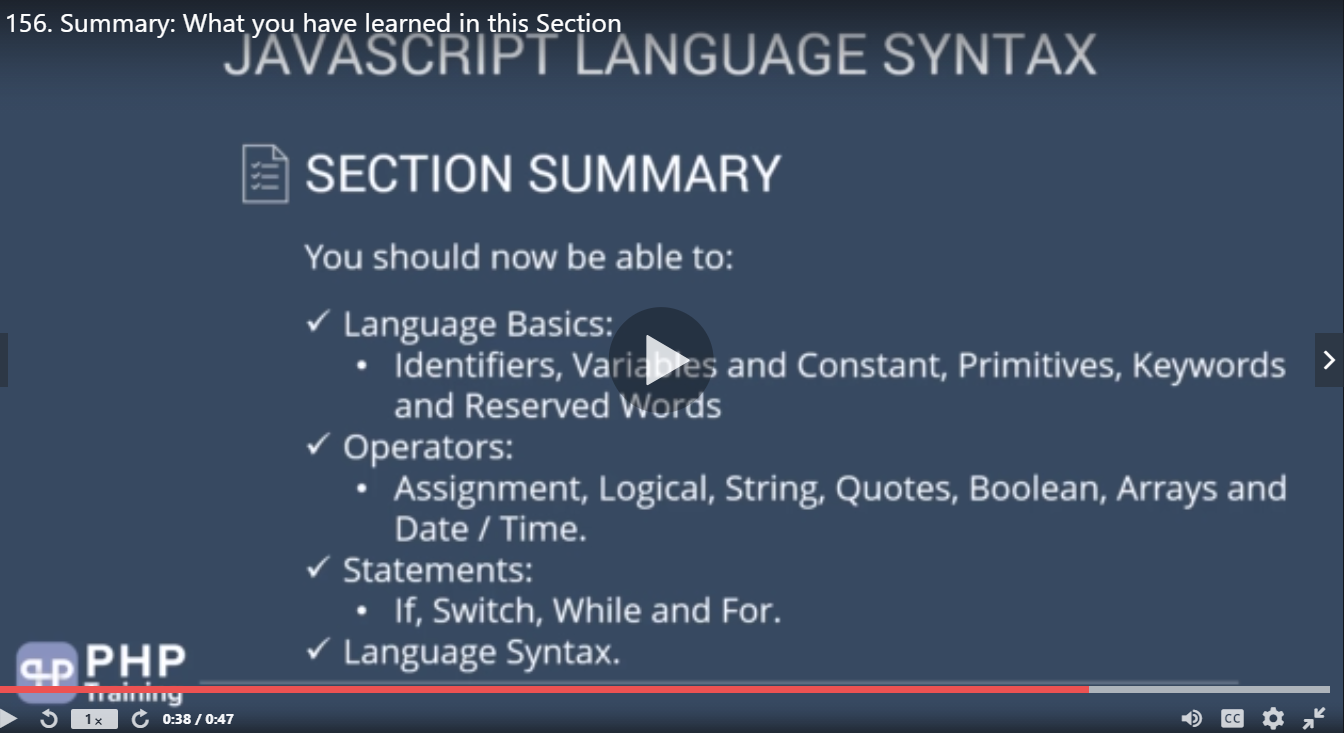 156. Summary: What you have learned in this Section
JAVASCRIPT LANGUAGE SYNTAX
SECTION SUMMARY
You should now be able to:
✓ Language Basics:
• Identifiers, Variables and Constant, Primitives, Keywords
and Reserved Words
✓ Operators:
• Assignment, Logical, String, Quotes, Boolean, Arrays and
Date / Time.
✓ Statements:
• If, Switch, While and For.
✓ Language Syntax.
php PHP
Training
1x 0:38 / 0:47 CC